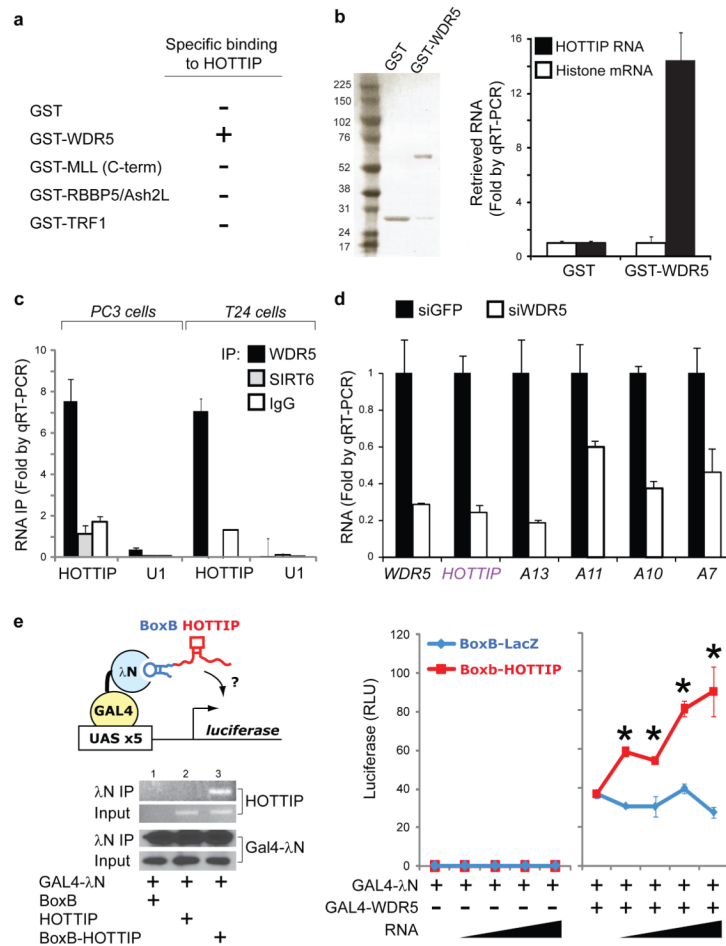 a
Specific binding
to HOTTIP
GST -
GST-WDR5 +
GST-MLL (C-term) -
GST-RBBP5/Ash2L -
GST-TRF1 -
b
GST
GST-WDR5
225
150
102
76
52
38
31
24
17
Retrieved RNA
(Fold by qRT-PCR)
16
12
8
4
0
HOTTIP RNA
Histone mRNA
GST GST-WDR5
c
PC3 cells T24 cells
RNA IP (Fold by qRT-PCR)
10
8
6
4
2
0
IP: WDR5
SIRT6
IgG
HOTTIP U1 HOTTIP U1
d
siGFP siWDR5
RNA (Fold by qRT-PCR)
1
0.8
0.6
0.4
0.2
0
WDR5 HOTTIP A13 A11 A10 A7
e
BoxB HOTTIP
λN
?
GAL4
UAS x5 luciferase
1 2 3
λN IP
Input
HOTTIP
λN IP
Input
Gal4-λN
GAL4-λN + + +
BoxB +
HOTTIP +
BoxB-HOTTIP +
Luciferase (RLU)
120
100
80
60
40
20
0
BoxB-LacZ
Boxb-HOTTIP
* * * *
GAL4-λN + + + + + + + + + +
GAL4-WDR5 - - - - - + + + + +
RNA